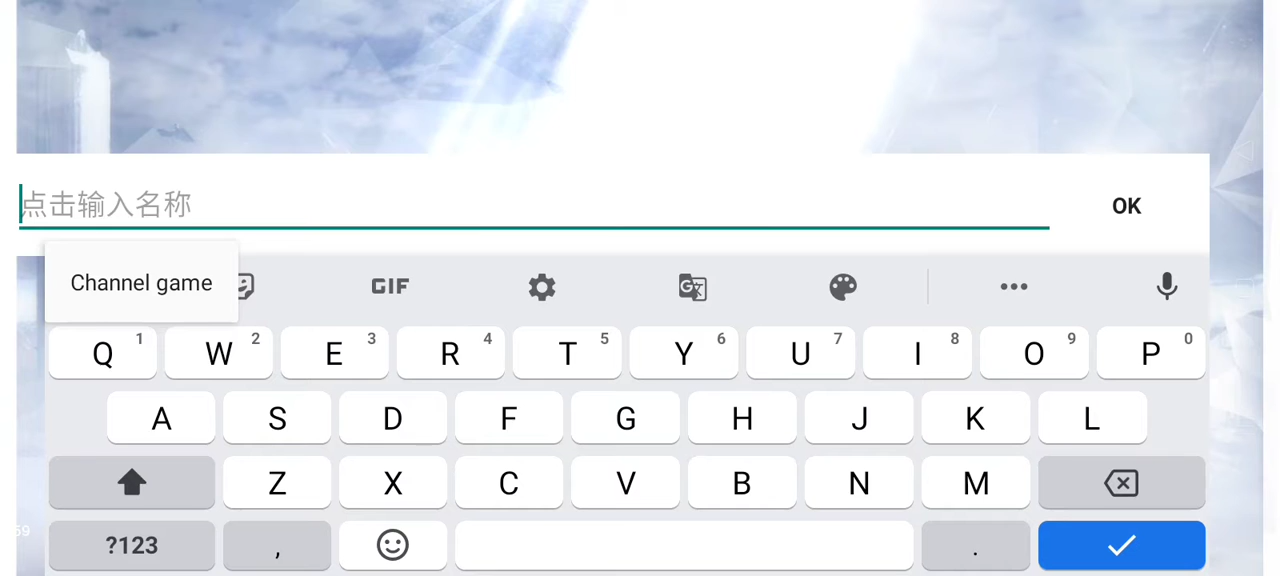 点击输入名称
OK
Channel game
GIF
Q 1 W 2 E 3 R 4 T 5 Y 6 U 7 I 8 O 9 P 0
A S D F G H J K L
Z X C V B N M
59
?123 , .